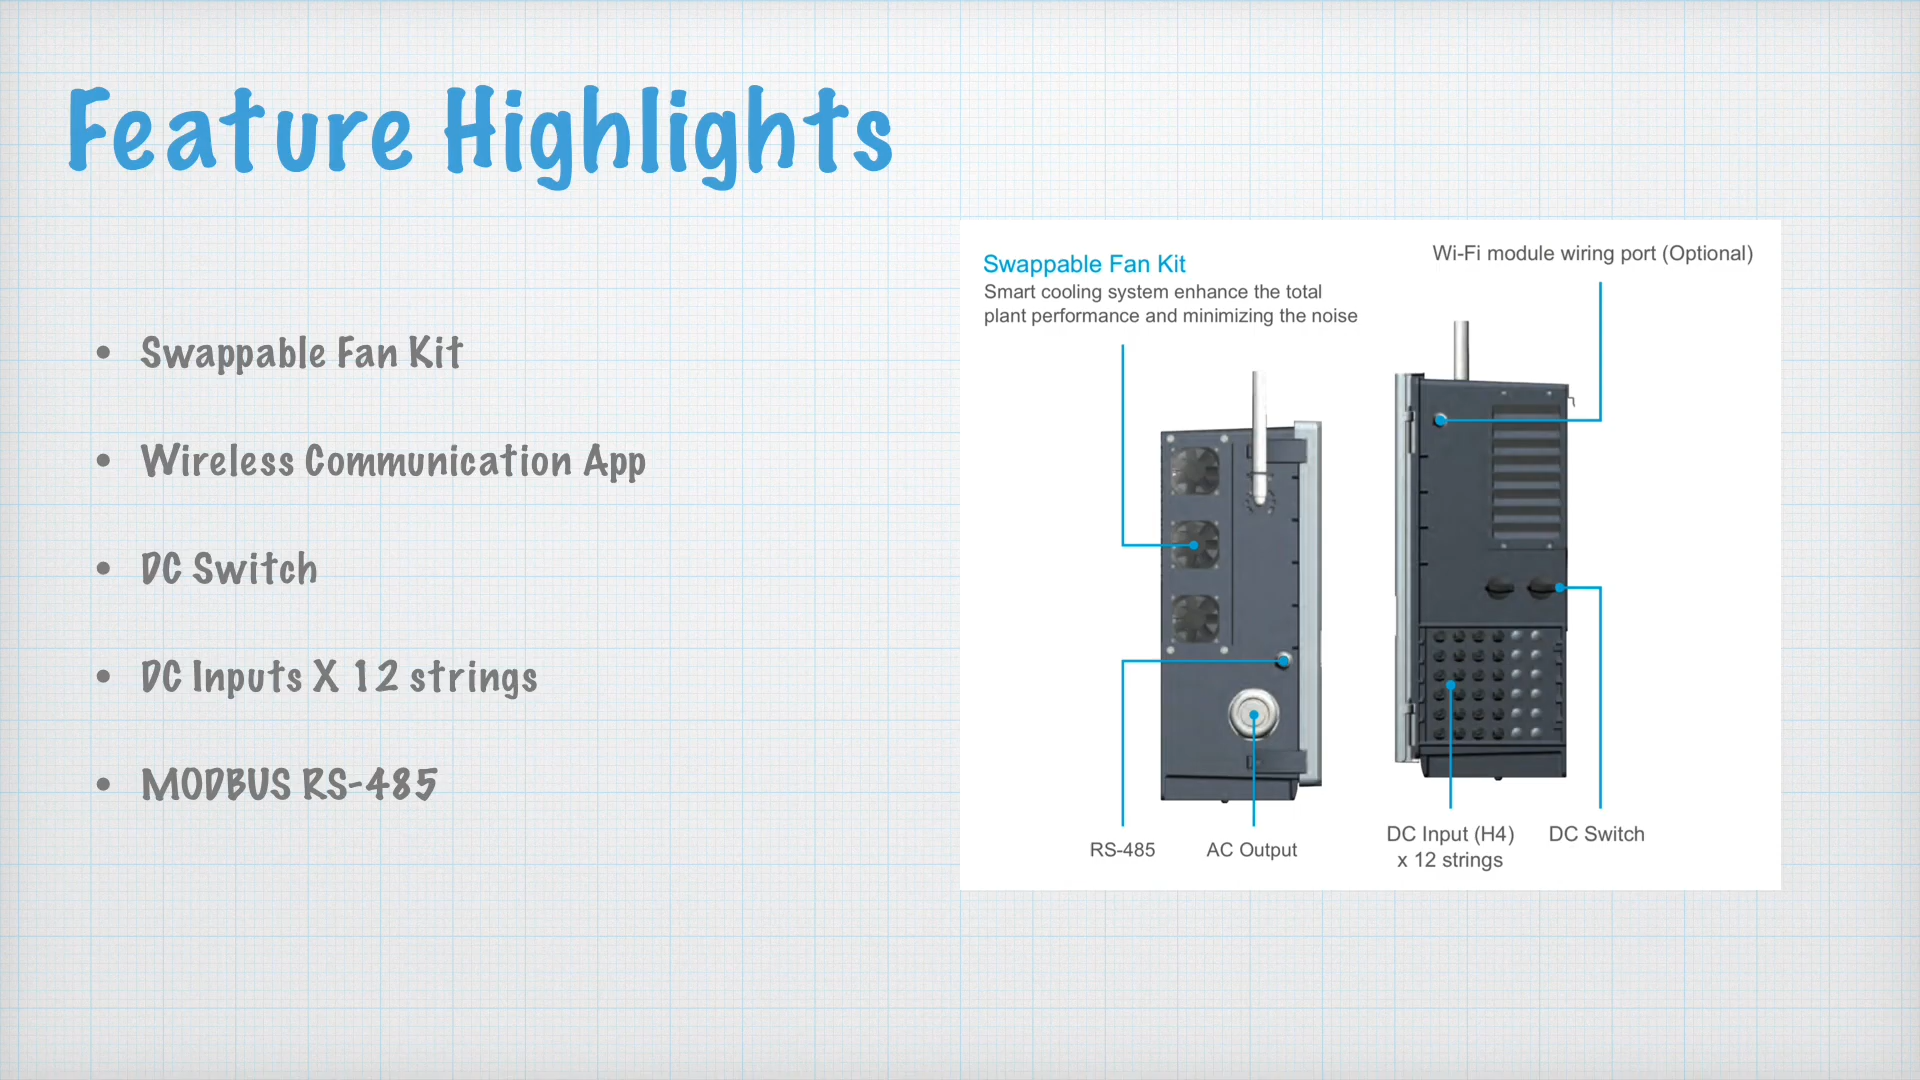 Feature Highlights
• Swappable Fan Kit
• Wireless Communication App
• DC Switch
• DC Inputs X 12 strings
• MODBUS RS-485
Swappable Fan Kit
Smart cooling system enhance the total
plant performance and minimizing the noise
Wi-Fi module wiring port (Optional)
RS-485
AC Output
DC Input (H4)
x 12 strings
DC Switch